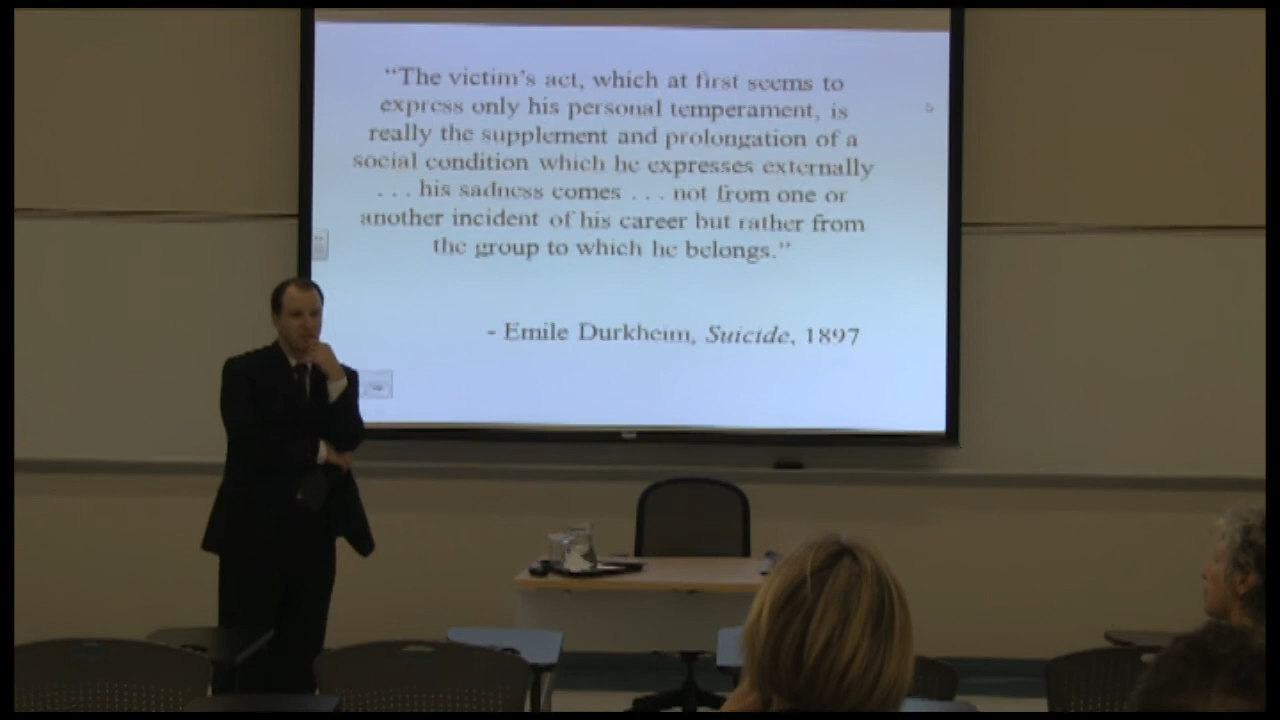 “The victim’s act, which at first seems to
express only his personal temperament, is
really the supplement and prolongation of a
social condition which he expresses externally
. . . his sadness comes . . . not from one or
another incident of his career but rather from
the group to which he belongs.”
- Emile Durkheim, Suicide, 1897